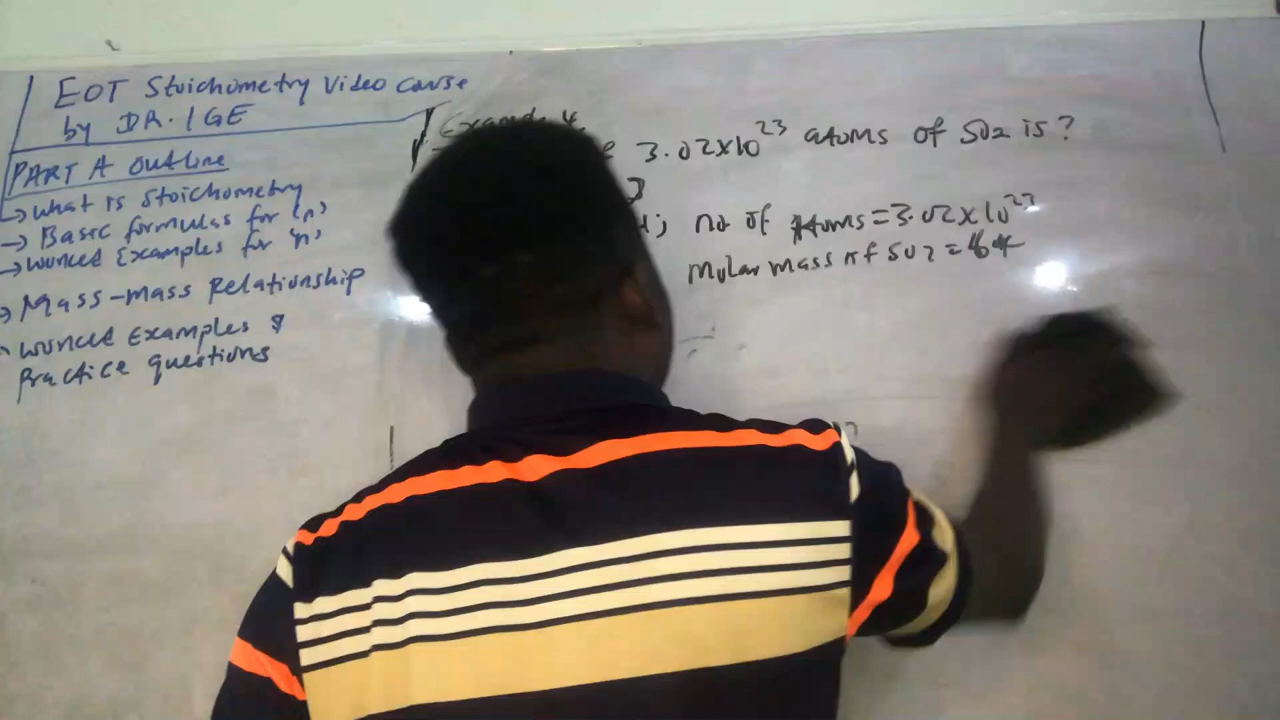 EOT Stoichometry Video Course
by DR. IGE
PART A Outline
→ What is Stoichometry
→ Basic formulas for 'n'
→ Worked Examples for 'n'
→ Mass-mass Relationship
→ Worked Examples &
Practice questions
Example 4
3.02x10²³ atoms of SO2 is?
; no of Atoms = 3.02x10²³
Molar mass of SO2 = 64